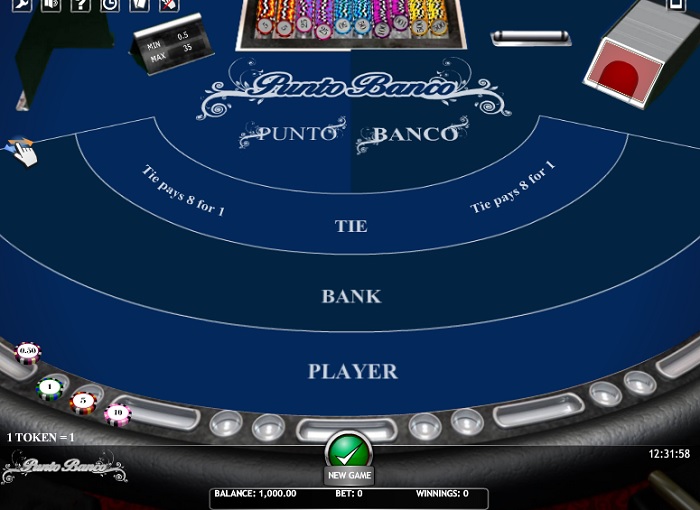 MIN 0.5
MAX 35
Punto Banco
PUNTO BANCO
Tie pays 8 for 1
Tie pays 8 for 1
TIE
BANK
PLAYER
0.50
1
5
10
1 TOKEN = 1
Punto Banco
NEW GAME
12:31:58
BALANCE: 1,000.00 BET: 0 WINNINGS: 0